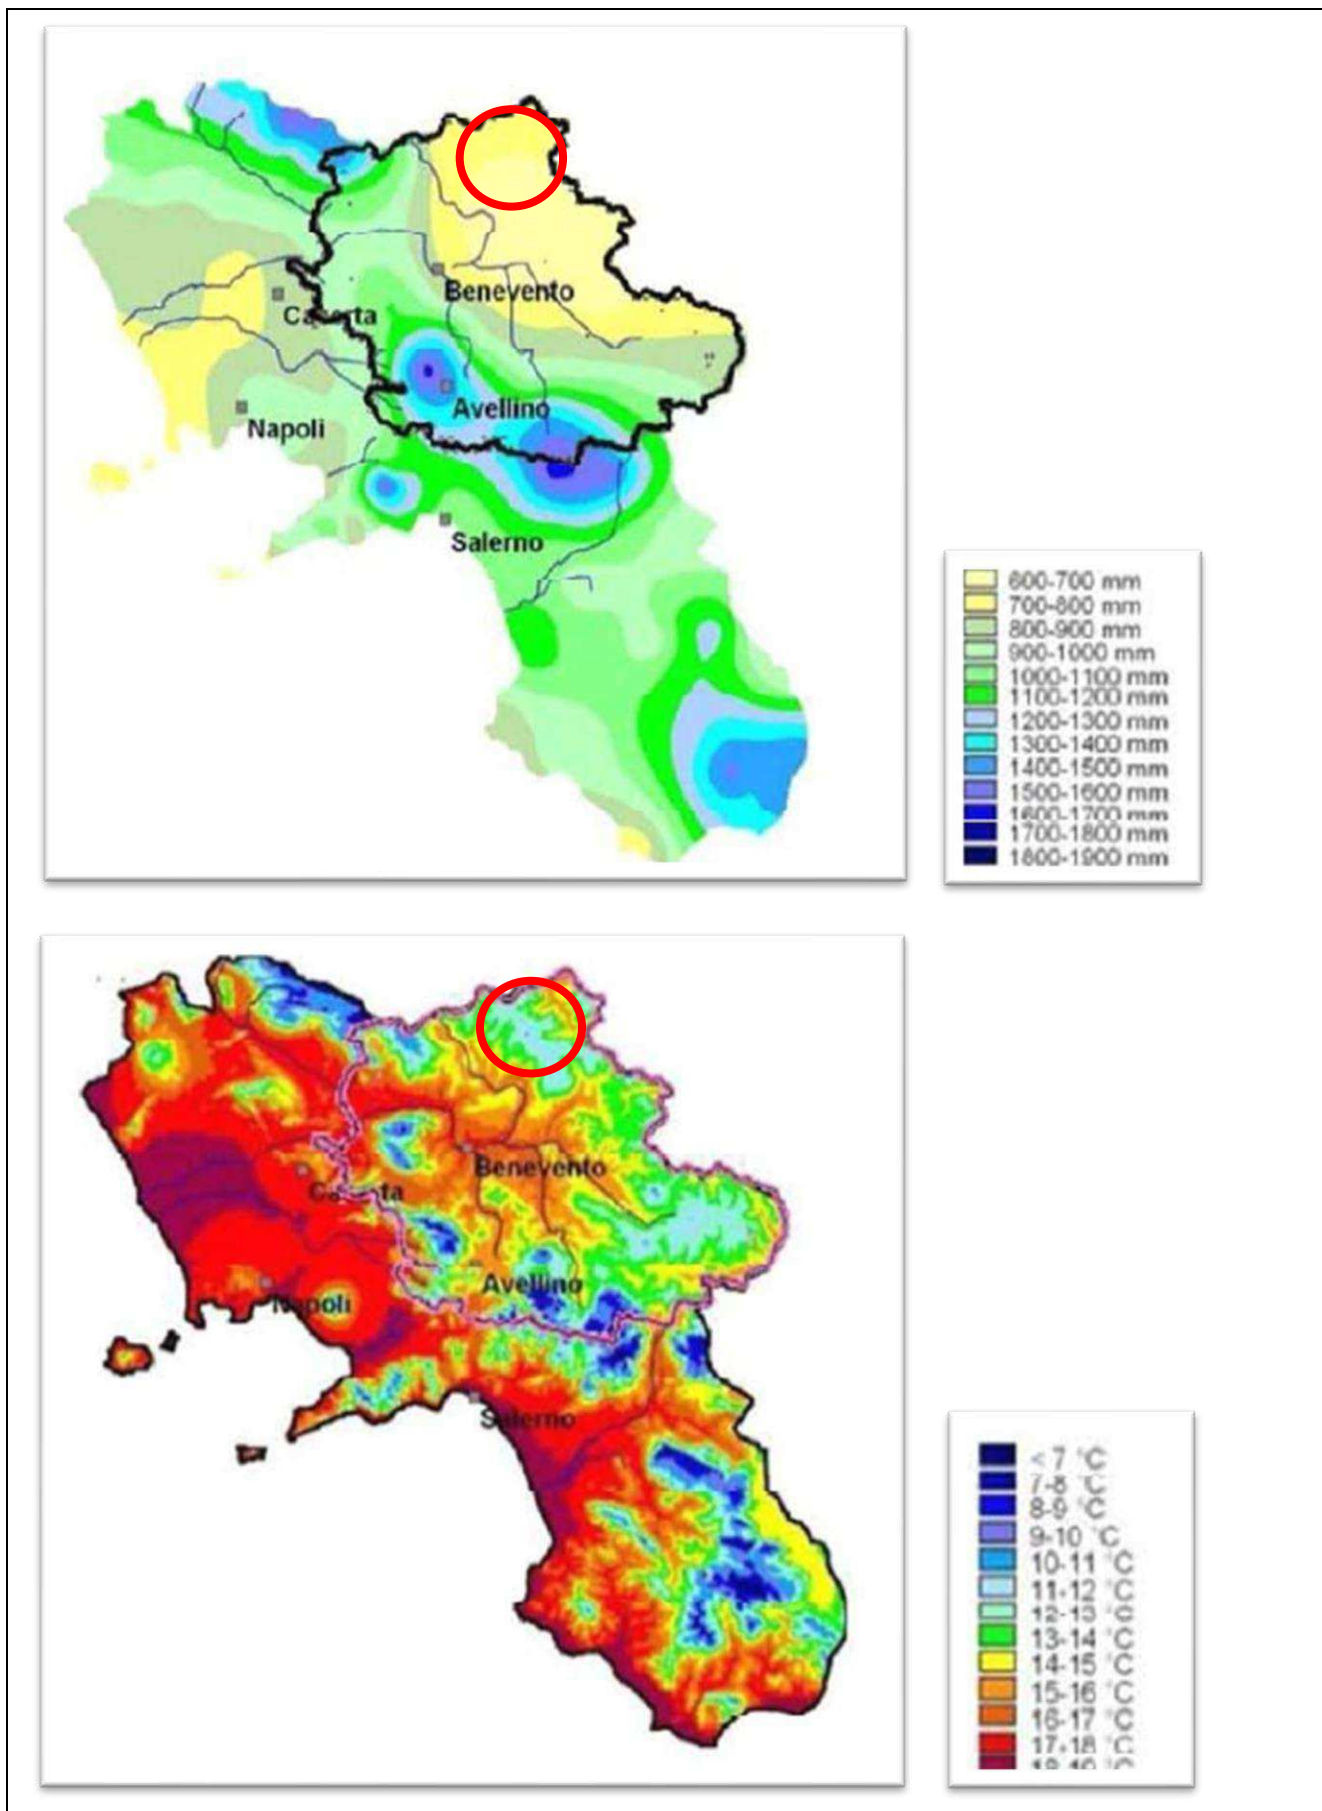 Benevento
Caserta
Avellino
Napoli
Salerno
600-700 mm
700-800 mm
800-900 mm
900-1000 mm
1000-1100 mm
1100-1200 mm
1200-1300 mm
1300-1400 mm
1400-1500 mm
1500-1600 mm
1600-1700 mm
1700-1800 mm
1800-1900 mm
Benevento
Caserta
Avellino
Napoli
Salerno
< 7 °C
7-8 °C
8-9 °C
9-10 °C
10-11 °C
11-12 °C
12-13 °C
13-14 °C
14-15 °C
15-16 °C
16-17 °C
17-18 °C
18-19 °C